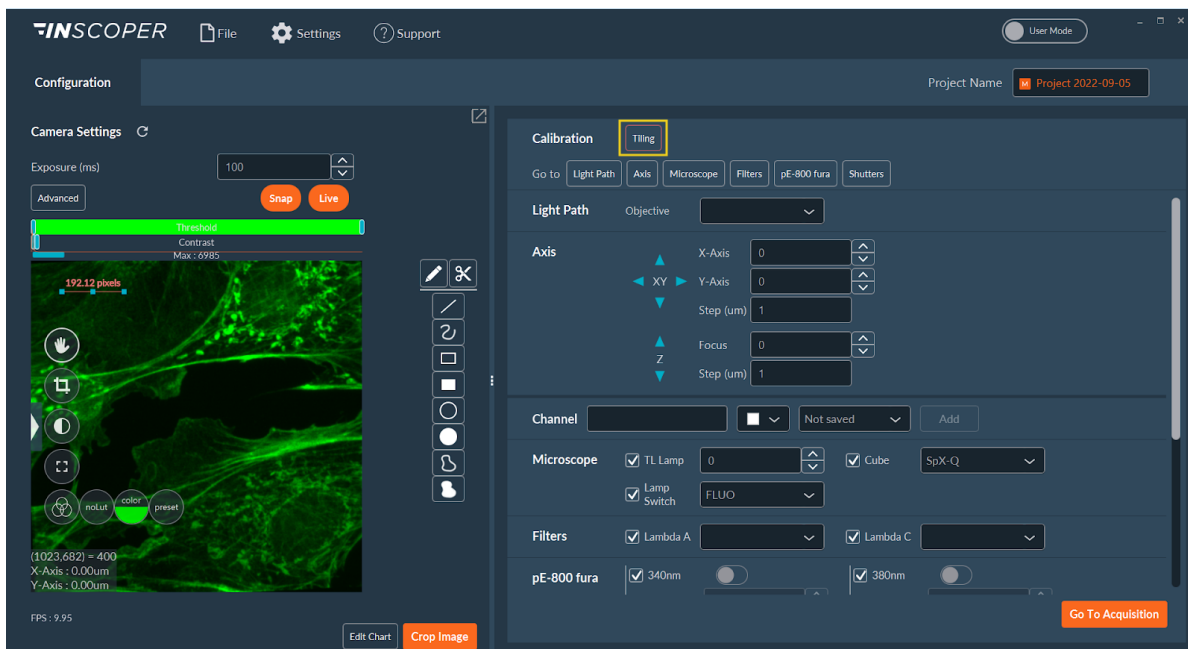 INSCOPER
File
Settings
? Support
User Mode
Configuration
Project Name
M Project 2022-09-05
Camera Settings
Exposure (ms)
100
Advanced
Snap
Live
Threshold
Contrast
Max : 6985
192.12 pixels
noLut
color
preset
(1023,682) = 400
X-Axis : 0.00um
Y-Axis : 0.00um
FPS : 9.95
Edit Chart
Crop Image
Calibration
Tiling
Go to
Light Path
Axis
Microscope
Filters
pE-800 fura
Shutters
Light Path
Objective
Axis
XY
X-Axis
0
Y-Axis
0
Step (um)
1
Z
Focus
0
Step (um)
1
Channel
Not saved
Add
Microscope
TL Lamp
0
Cube
SpX-Q
Lamp
Switch
FLUO
Filters
Lambda A
Lambda C
pE-800 fura
340nm
380nm
Go To Acquisition